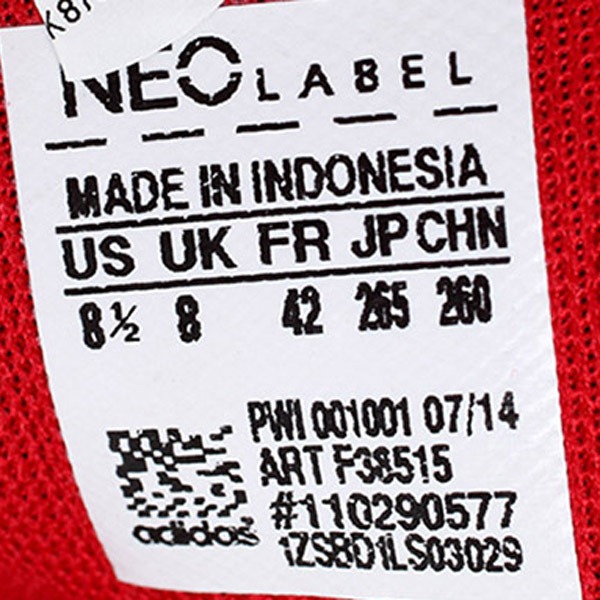 K8
NEO LABEL
MADE IN INDONESIA
US UK FR JP CHN
8½ 8 42 265 260
PWI 001001 07/14
ART F38515
#110290577
1ZSBD1LS03029
adidas